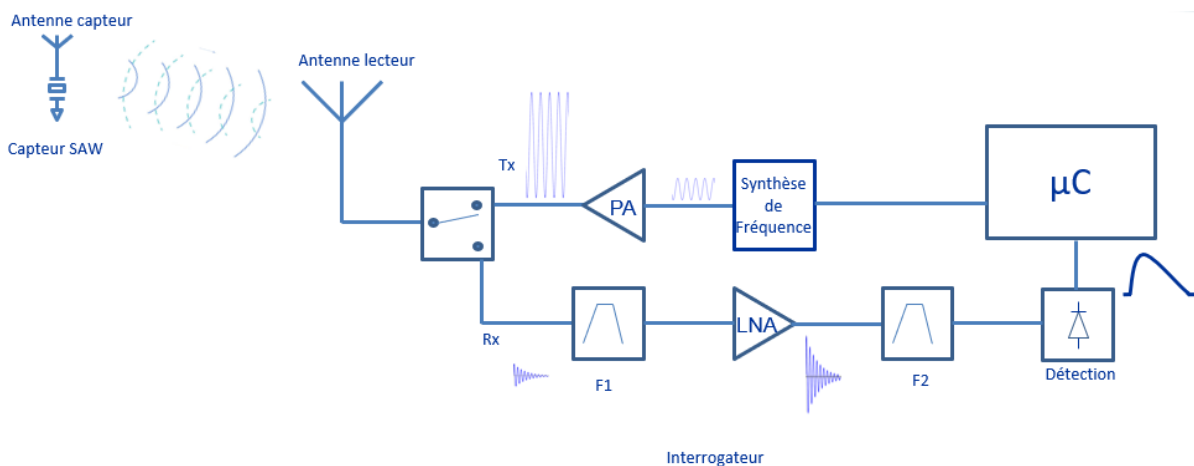 Antenne capteur
Antenne lecteur
Capteur SAW
Tx
PA
Synthèse
de
Fréquence
µC
Rx
F1
LNA
F2
Détection
Interrogateur